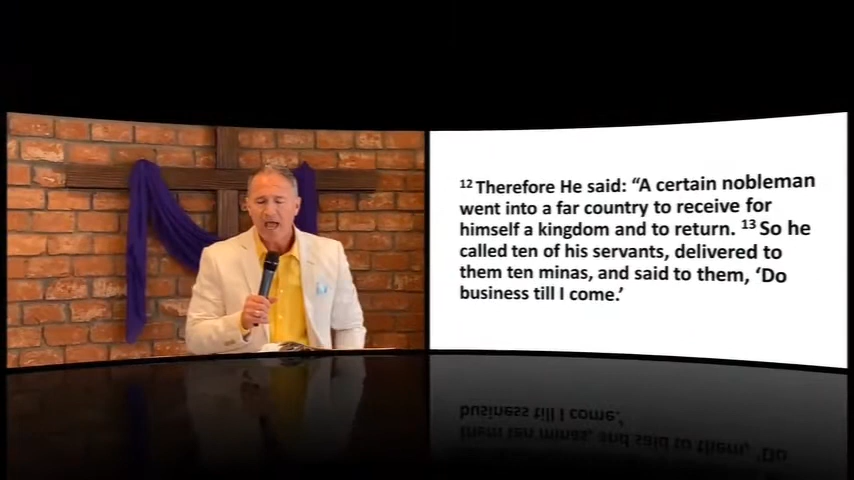 12 Therefore He said: “A certain nobleman
went into a far country to receive for
himself a kingdom and to return. 13 So he
called ten of his servants, delivered to
them ten minas, and said to them, ‘Do
business till I come.’